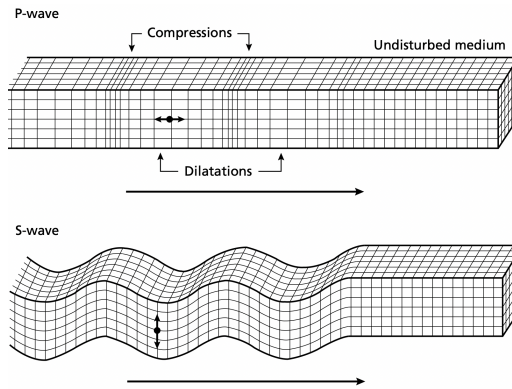 P-wave
Compressions
Undisturbed medium
Dilatations
S-wave